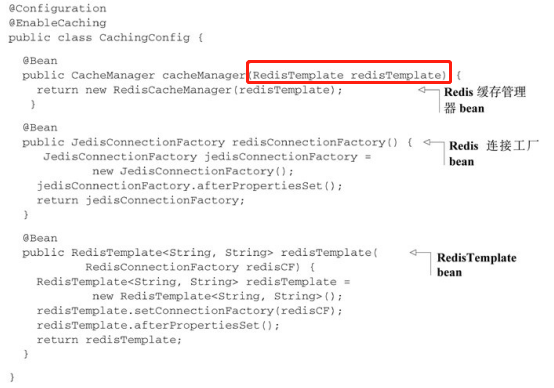 @Configuration
@EnableCaching
public class CachingConfig {
@Bean
public CacheManager cacheManager(RedisTemplate redisTemplate) {
return new RedisCacheManager(redisTemplate);
}
Redis 缓存管理
器 bean
@Bean
public JedisConnectionFactory redisConnectionFactory() {
JedisConnectionFactory jedisConnectionFactory =
new JedisConnectionFactory();
jedisConnectionFactory.afterPropertiesSet();
return jedisConnectionFactory;
}
Redis 连接工厂
bean
@Bean
public RedisTemplate<String, String> redisTemplate(
RedisConnectionFactory redisCF) {
RedisTemplate<String, String> redisTemplate =
new RedisTemplate<String, String>();
redisTemplate.setConnectionFactory(redisCF);
redisTemplate.afterPropertiesSet();
return redisTemplate;
}
RedisTemplate
bean
}